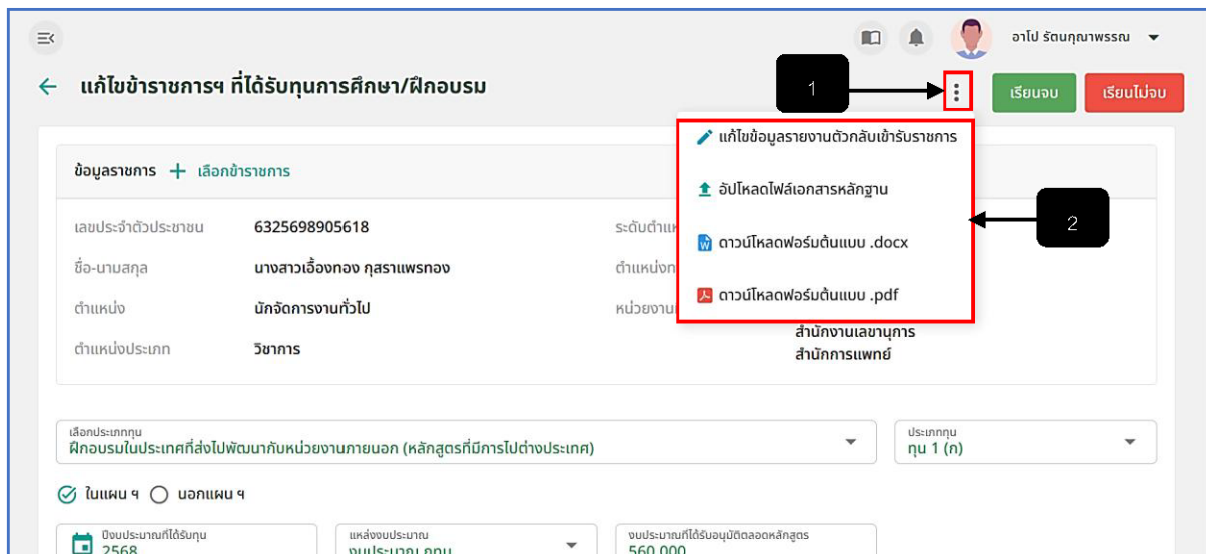 อาโป รัตนกุณาพรรณ
แก้ไขข้าราชการฯ ที่ได้รับทุนการศึกษา/ฝึกอบรม
1
เรียนจบ
เรียนไม่จบ
แก้ไขข้อมูลรายงานตัวกลับเข้ารับราชการ
ข้อมูลราชการ + เลือกข้าราชการ
อัปโหลดไฟล์เอกสารหลักฐาน
2
เลขประจำตัวประชาชน 6325698905618
ดาวน์โหลดฟอร์มต้นแบบ .docx
ชื่อ-นามสกุล นางสาวเอื้องทอง กุสราแพรทอง
ดาวน์โหลดฟอร์มต้นแบบ .pdf
ตำแหน่ง นักจัดการงานทั่วไป
สำนักงานเลขานุการ
ตำแหน่งประเภท วิชาการ
สำนักการแพทย์
เลือกประเภททุน
ฝึกอบรมในประเทศที่ส่งไปพัฒนากับหน่วยงานภายนอก (หลักสูตรที่มีการไปต่างประเทศ)
ประเภททุน
ทุน 1 (ก)
ในแผน ฯ นอกแผน ฯ
ปีงบประมาณที่ได้รับทุน
2568
แหล่งงบประมาณ
งบประมาณ กทม
งบประมาณที่ได้รับอนุมัติตลอดหลักสูตร
560,000